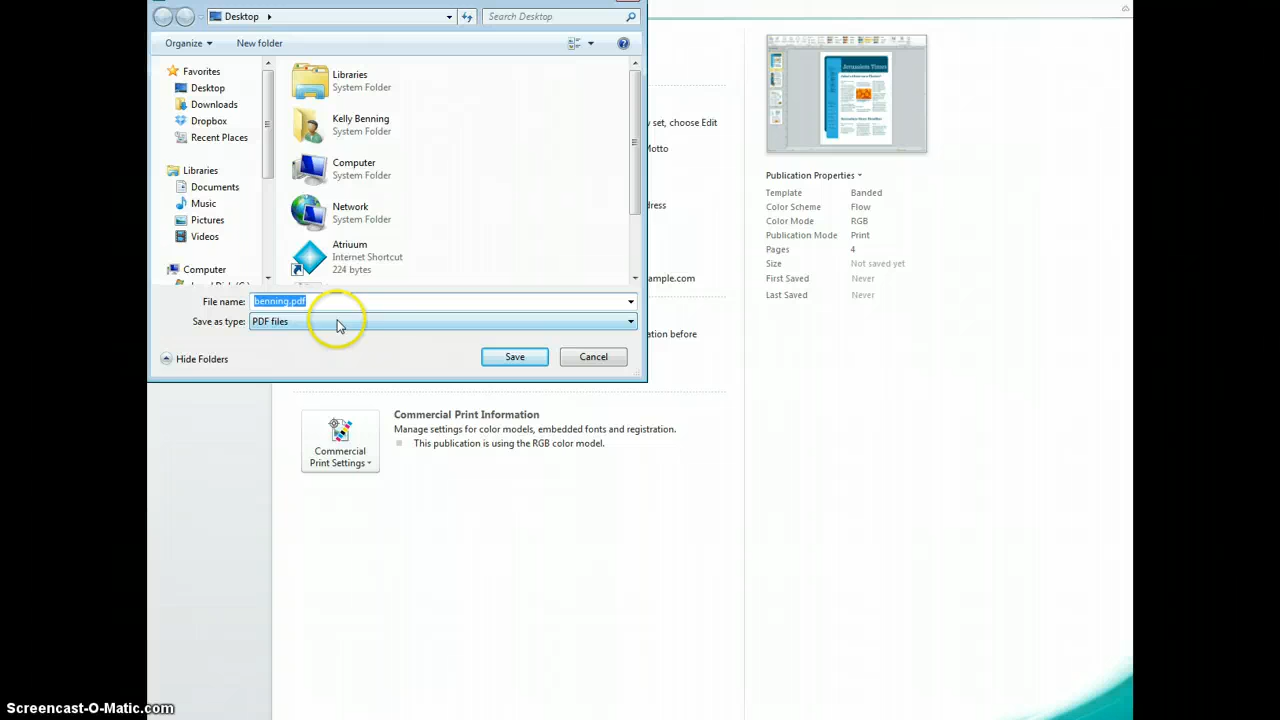 Desktop
Search Desktop
Organize
New folder
Favorites
Desktop
Downloads
Dropbox
Recent Places
Libraries
Documents
Music
Pictures
Videos
Computer
Libraries
System Folder
Kelly Benning
System Folder
Computer
System Folder
Network
System Folder
Atriuum
Internet Shortcut
224 bytes
File name: benning.pdf
Save as type: PDF files
Hide Folders
Save
Cancel
w set, choose Edit
Motto
ress
ample.com
ation before
Commercial Print Settings
Commercial Print Information
Manage settings for color models, embedded fonts and registration.
This publication is using the RGB color model.
Jerusalem Times
Publication Properties
Template Banded
Color Scheme Flow
Color Mode RGB
Publication Mode Print
Pages 4
Size Not saved yet
First Saved Never
Last Saved Never
Screencast-O-Matic.com